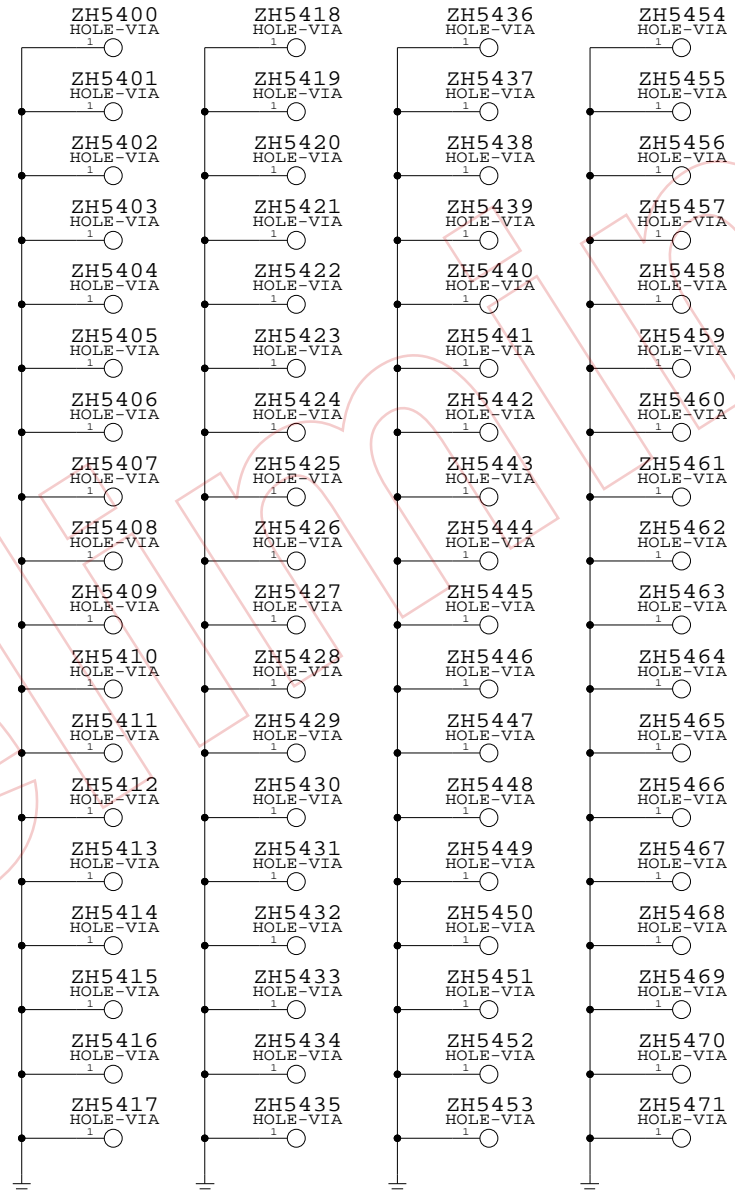 ZH5400
HOLE-VIA
1
ZH5401
HOLE-VIA
1
ZH5402
HOLE-VIA
1
ZH5403
HOLE-VIA
1
ZH5404
HOLE-VIA
1
ZH5405
HOLE-VIA
1
ZH5406
HOLE-VIA
1
ZH5407
HOLE-VIA
1
ZH5408
HOLE-VIA
1
ZH5409
HOLE-VIA
1
ZH5410
HOLE-VIA
1
ZH5411
HOLE-VIA
1
ZH5412
HOLE-VIA
1
ZH5413
HOLE-VIA
1
ZH5414
HOLE-VIA
1
ZH5415
HOLE-VIA
1
ZH5416
HOLE-VIA
1
ZH5417
HOLE-VIA
1
ZH5418
HOLE-VIA
1
ZH5419
HOLE-VIA
1
ZH5420
HOLE-VIA
1
ZH5421
HOLE-VIA
1
ZH5422
HOLE-VIA
1
ZH5423
HOLE-VIA
1
ZH5424
HOLE-VIA
1
ZH5425
HOLE-VIA
1
ZH5426
HOLE-VIA
1
ZH5427
HOLE-VIA
1
ZH5428
HOLE-VIA
1
ZH5429
HOLE-VIA
1
ZH5430
HOLE-VIA
1
ZH5431
HOLE-VIA
1
ZH5432
HOLE-VIA
1
ZH5433
HOLE-VIA
1
ZH5434
HOLE-VIA
1
ZH5435
HOLE-VIA
1
ZH5436
HOLE-VIA
1
ZH5437
HOLE-VIA
1
ZH5438
HOLE-VIA
1
ZH5439
HOLE-VIA
1
ZH5440
HOLE-VIA
1
ZH5441
HOLE-VIA
1
ZH5442
HOLE-VIA
1
ZH5443
HOLE-VIA
1
ZH5444
HOLE-VIA
1
ZH5445
HOLE-VIA
1
ZH5446
HOLE-VIA
1
ZH5447
HOLE-VIA
1
ZH5448
HOLE-VIA
1
ZH5449
HOLE-VIA
1
ZH5450
HOLE-VIA
1
ZH5451
HOLE-VIA
1
ZH5452
HOLE-VIA
1
ZH5453
HOLE-VIA
1
ZH5454
HOLE-VIA
1
ZH5455
HOLE-VIA
1
ZH5456
HOLE-VIA
1
ZH5457
HOLE-VIA
1
ZH5458
HOLE-VIA
1
ZH5459
HOLE-VIA
1
ZH5460
HOLE-VIA
1
ZH5461
HOLE-VIA
1
ZH5462
HOLE-VIA
1
ZH5463
HOLE-VIA
1
ZH5464
HOLE-VIA
1
ZH5465
HOLE-VIA
1
ZH5466
HOLE-VIA
1
ZH5467
HOLE-VIA
1
ZH5468
HOLE-VIA
1
ZH5469
HOLE-VIA
1
ZH5470
HOLE-VIA
1
ZH5471
HOLE-VIA
1